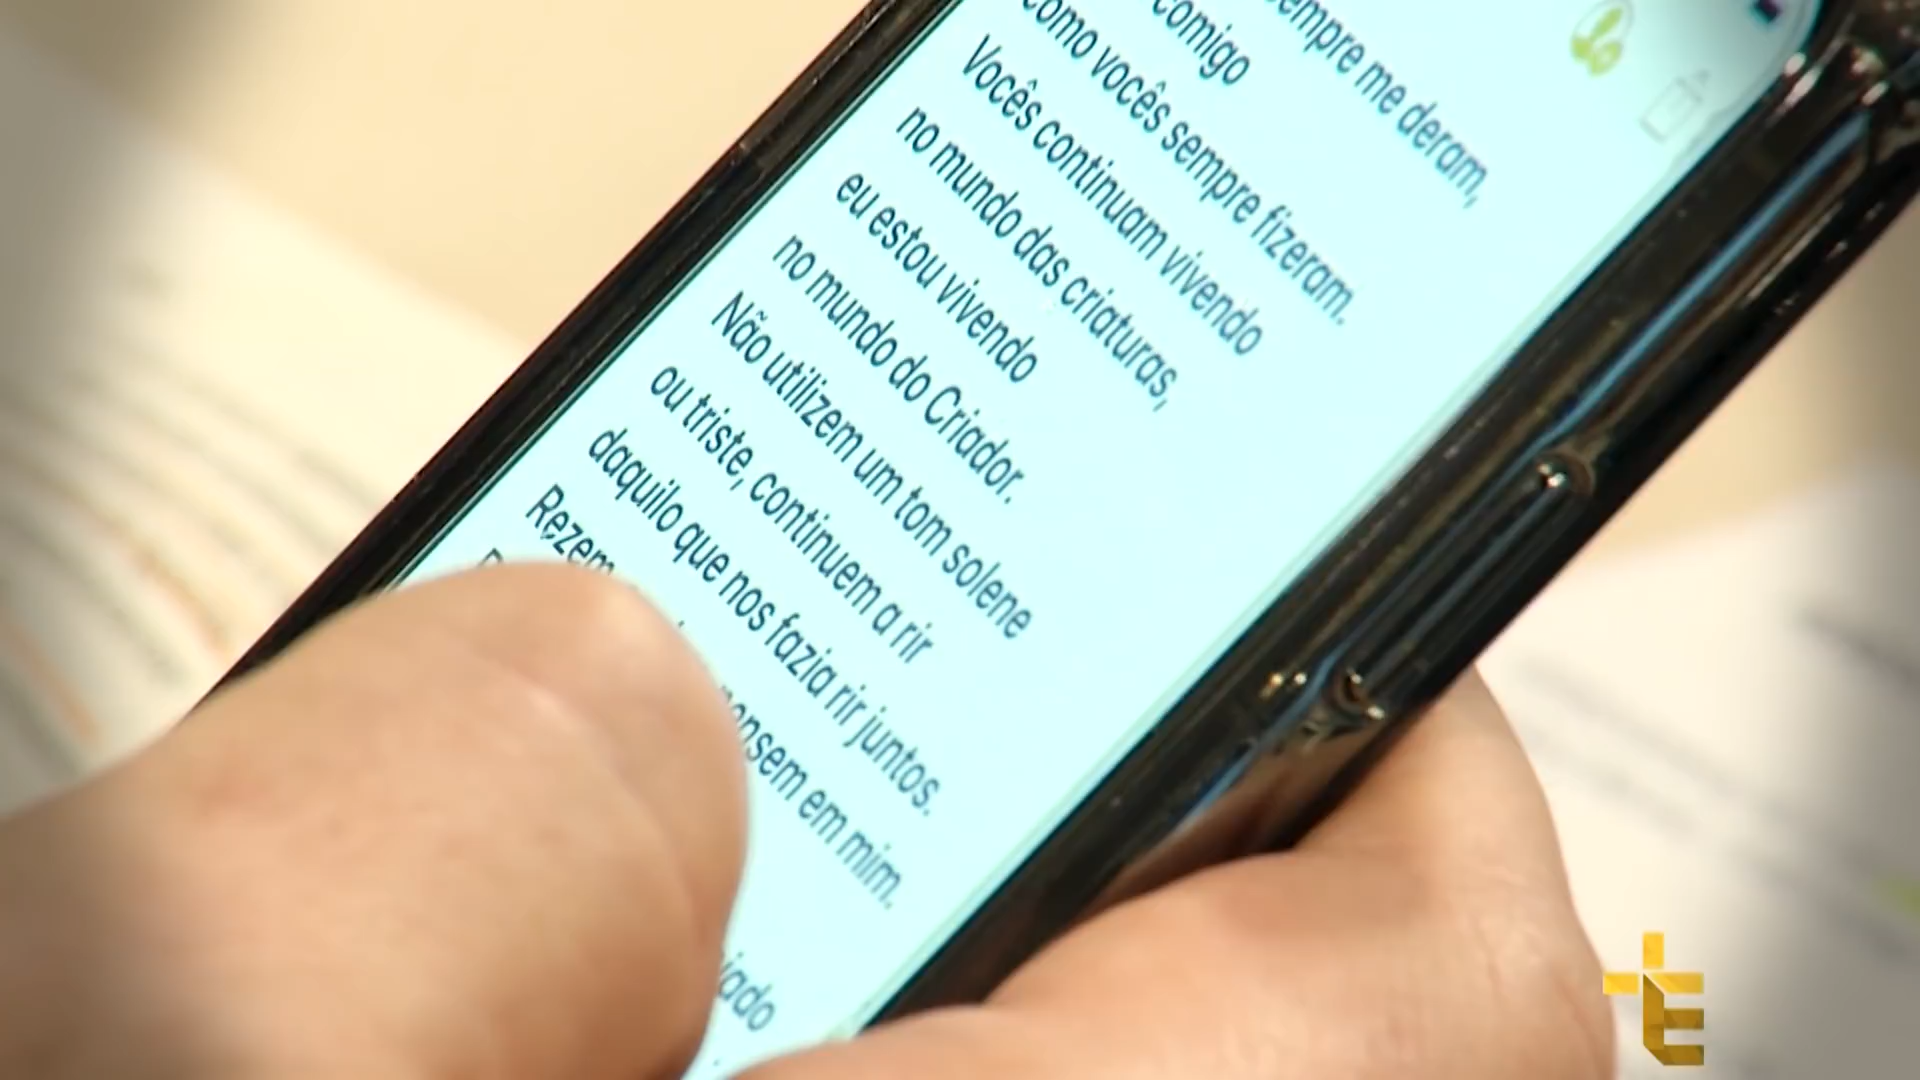 sempre me deram,
comigo
como vocês sempre fizeram.
Vocês continuam vivendo
no mundo das criaturas,
eu estou vivendo
no mundo do Criador.
Não utilizem um tom solene
ou triste, continuem a rir
daquilo que nos fazia rir juntos.
Rezem pensem em mim.